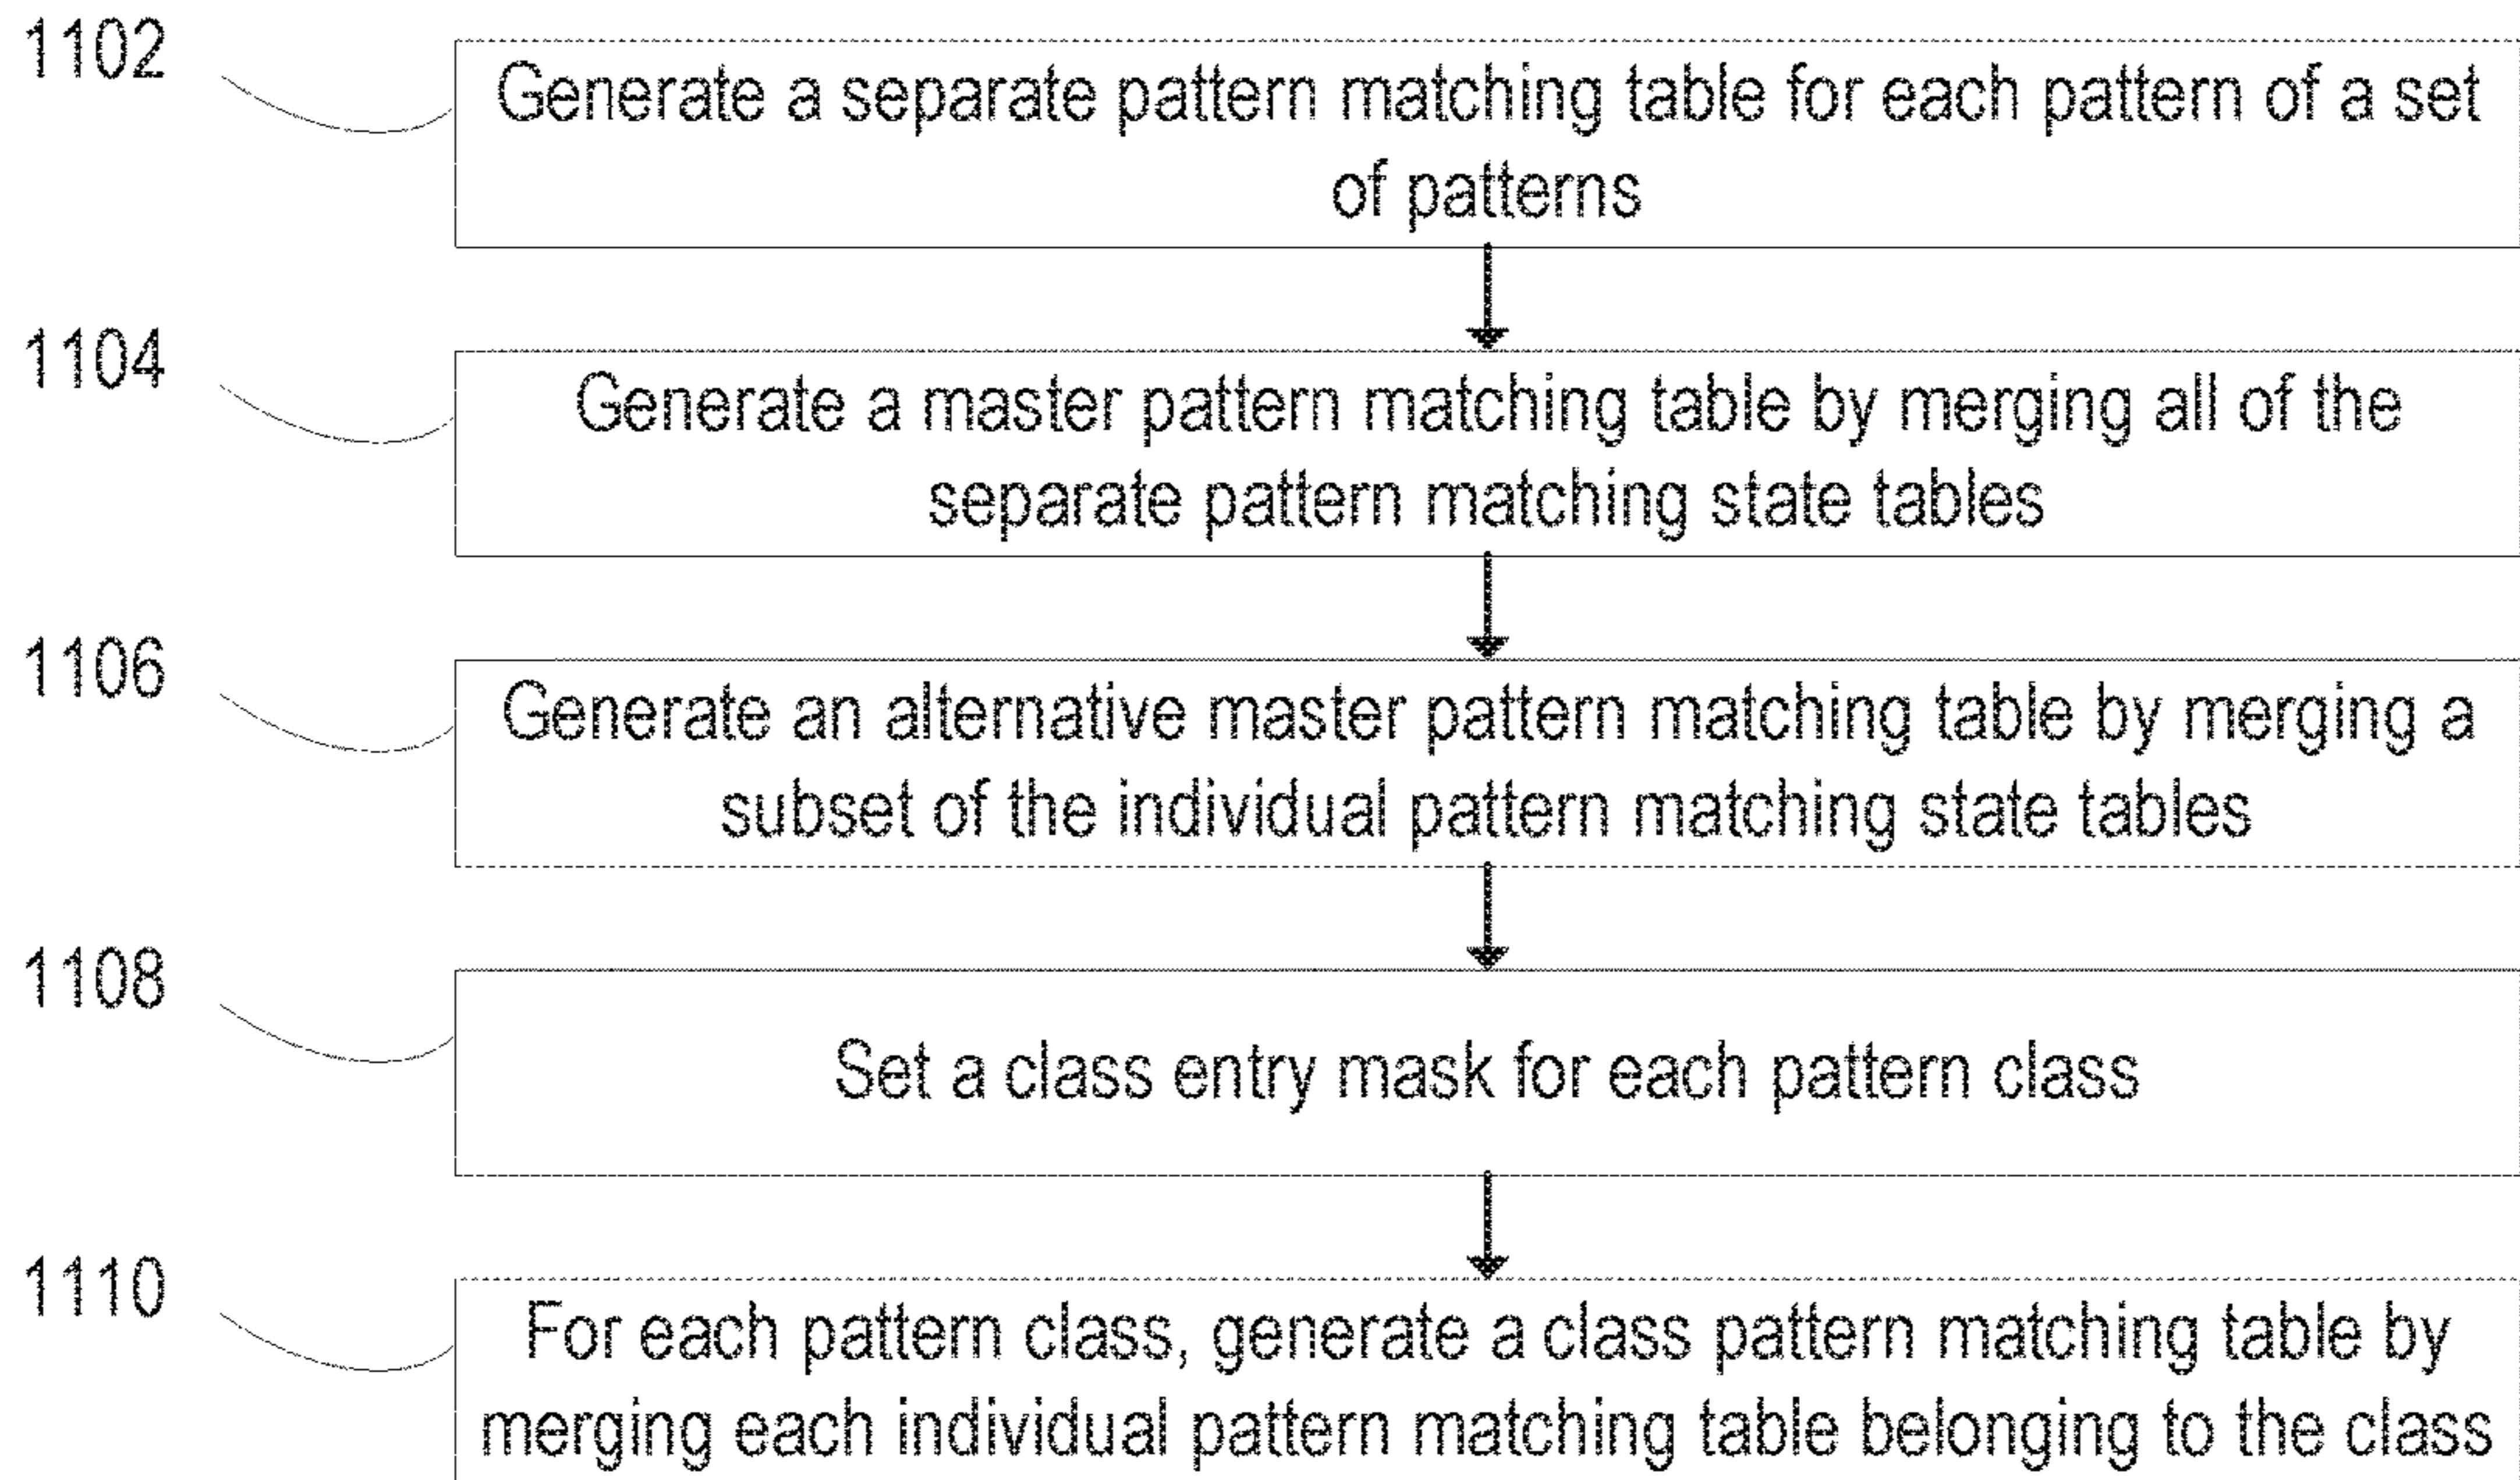 1102
Generate a separate pattern matching table for each pattern of a set
of patterns
1104
Generate a master pattern matching table by merging all of the
separate pattern matching state tables
1106
Generate an alternative master pattern matching table by merging a
subset of the individual pattern matching state tables
1108
Set a class entry mask for each pattern class
1110
For each pattern class, generate a class pattern matching table by
merging each individual pattern matching table belonging to the class